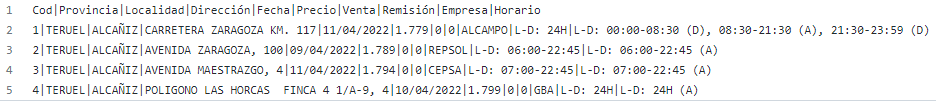 1 Cod|Provincia|Localidad|Dirección|Fecha|Precio|Venta|Remisión|Empresa|Horario
2 1|TERUEL|ALCAÑIZ|CARRETERA ZARAGOZA KM. 117|11/04/2022|1.779|0|0|ALCAMPO|L-D: 24H|L-D: 00:00-08:30 (D), 08:30-21:30 (A), 21:30-23:59 (D)
3 2|TERUEL|ALCAÑIZ|AVENIDA ZARAGOZA, 100|09/04/2022|1.789|0|0|REPSOL|L-D: 06:00-22:45|L-D: 06:00-22:45 (A)
4 3|TERUEL|ALCAÑIZ|AVENIDA MAESTRAZGO, 4|11/04/2022|1.794|0|0|CEPSA|L-D: 07:00-22:45|L-D: 07:00-22:45 (A)
5 4|TERUEL|ALCAÑIZ|POLIGONO LAS HORCAS  FINCA 4 1/A-9, 4|10/04/2022|1.799|0|0|GBA|L-D: 24H|L-D: 24H (A)